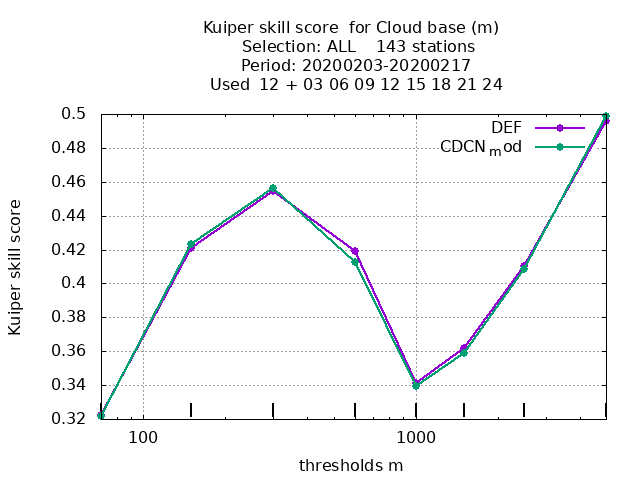 Kuiper skill score  for Cloud base (m)
Selection: ALL    143 stations
Period: 20200203-20200217
Used  12 + 03 06 09 12 15 18 21 24
DEF
CDCN_mod
Kuiper skill score
0.5
0.48
0.46
0.44
0.42
0.4
0.38
0.36
0.34
0.32
100
1000
thresholds m